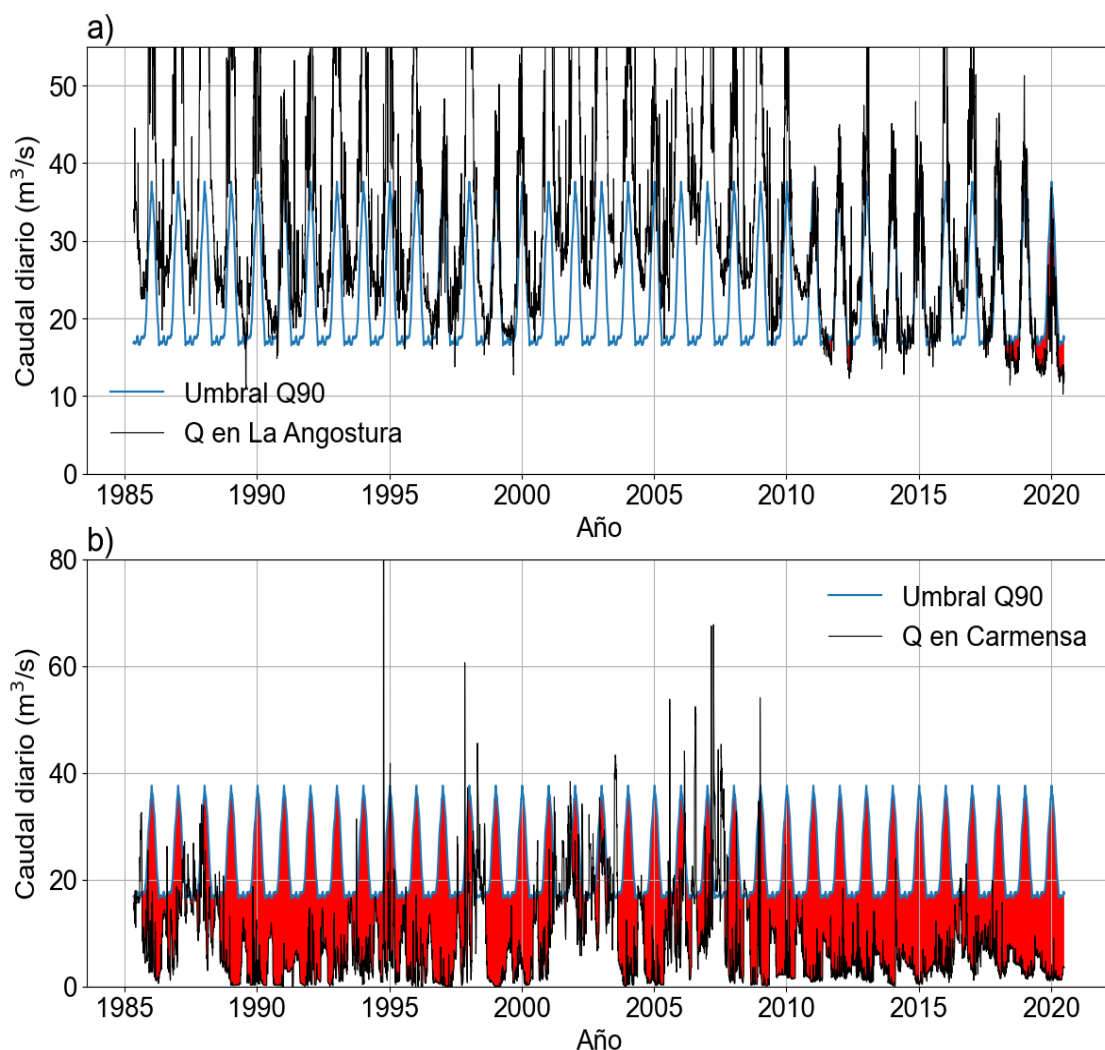 a)
Caudal diario (m³/s)
50
40
30
20
10
0
Umbral Q90
Q en La Angostura
1985 1990 1995 2000 2005 2010 2015 2020
Año
b)
Caudal diario (m³/s)
80
60
40
20
0
Umbral Q90
Q en Carmensa
1985 1990 1995 2000 2005 2010 2015 2020
Año